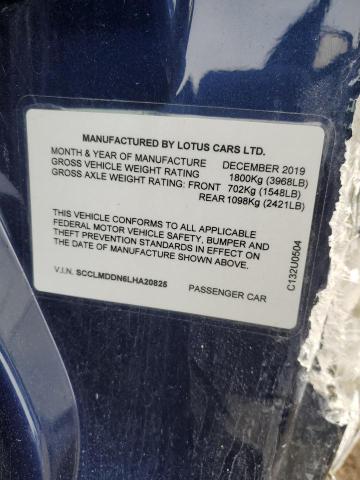 MANUFACTURED BY LOTUS CARS LTD.
MONTH & YEAR OF MANUFACTURE DECEMBER 2019
GROSS VEHICLE WEIGHT RATING 1800Kg (3968LB)
GROSS AXLE WEIGHT RATING: FRONT 702Kg (1548LB)
REAR 1098Kg (2421LB)
THIS VEHICLE CONFORMS TO ALL APPLICABLE
FEDERAL MOTOR VEHICLE SAFETY, BUMPER AND
THEFT PREVENTION STANDARDS IN EFFECT ON THE
DATE OF MANUFACTURE SHOWN ABOVE.
V.I.N. SCCLMDDN6LHA20825 PASSENGER CAR
C132U0504